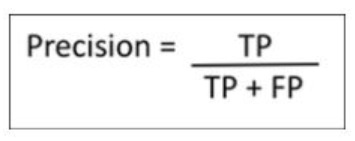 Precision = TP
TP + FP